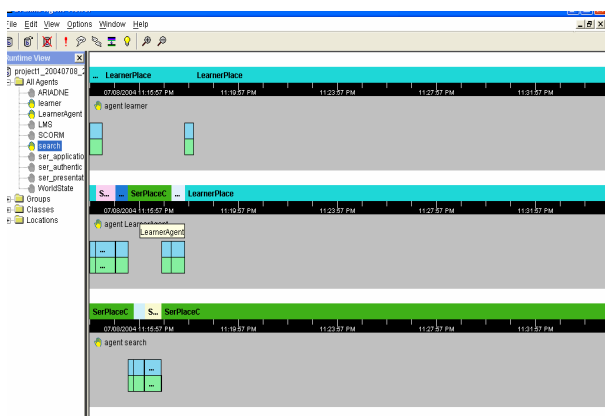 File Edit View Options Window Help
Runtime View
project1_20040708_2
All Agents
ARIADNE
learner
LearnerAgent
LMS
SCORM
search
ser_applicatio
ser_authentic
ser_presentat
WorldState
Groups
Classes
Locations
... LearnerPlace LearnerPlace
07/08/2004 11:15:57 PM 11:19:57 PM 11:23:57 PM 11:27:57 PM 11:31:57 PM
agent learner
S... ... SerPlaceC ... LearnerPlace
07/08/2004 11:15:57 PM 11:19:57 PM 11:23:57 PM 11:27:57 PM 11:31:57 PM
agent LearnerAgent
LearnerAgent
...
...
SerPlaceC S... SerPlaceC
07/08/2004 11:15:57 PM 11:19:57 PM 11:23:57 PM 11:27:57 PM 11:31:57 PM
agent search
...
...